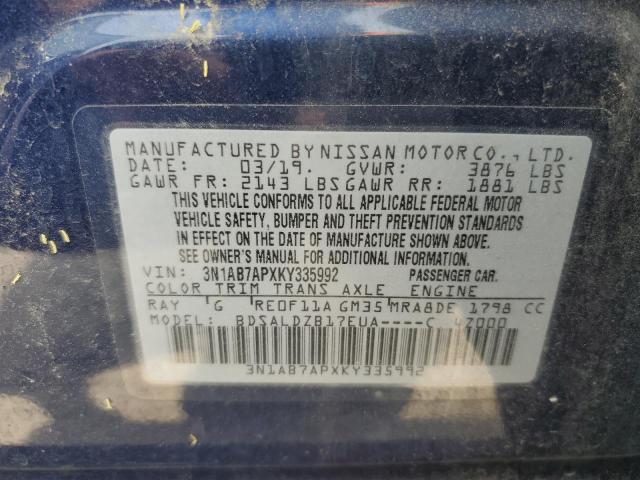 MANUFACTURED BY NISSAN MOTOR CO., LTD.
DATE: 03/19. GVWR: 3876 LBS
GAWR FR: 2143 LBS GAWR RR: 1881 LBS
THIS VEHICLE CONFORMS TO ALL APPLICABLE FEDERAL MOTOR
VEHICLE SAFETY, BUMPER AND THEFT PREVENTION STANDARDS
IN EFFECT ON THE DATE OF MANUFACTURE SHOWN ABOVE.
SEE OWNER'S MANUAL FOR ADDITIONAL INFORMATION.
VIN: 3N1AB7APXKY335992 PASSENGER CAR.
COLOR TRIM TRANS AXLE ENGINE
RAY G RE0F11A GM35 MRA8DE 1798 CC
BDSALDZB17EUA----C 4Z000
3N1AB7APXKY335992